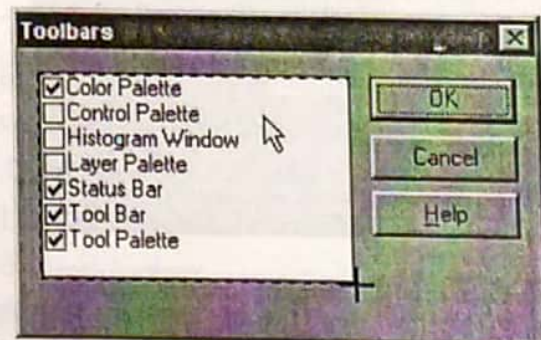 Toolbars
Color Palette
Control Palette
Histogram Window
Layer Palette
Status Bar
Tool Bar
Tool Palette
OK
Cancel
Help